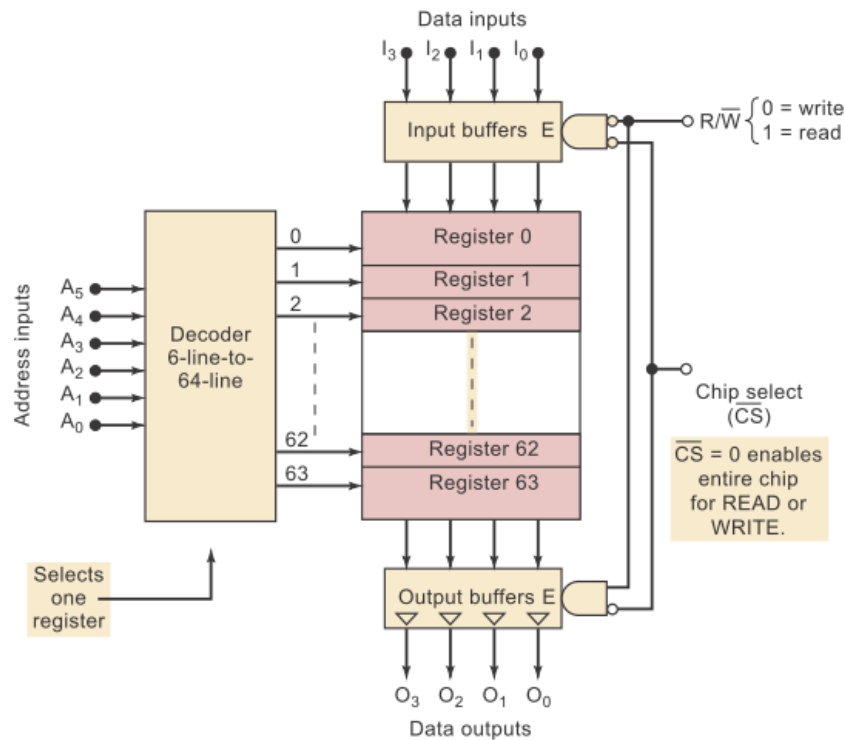 Data inputs
I₃ I₂ I₁ I₀
Input buffers E
R/W̅ { 0 = write
1 = read
Address inputs
A₅
A₄
A₃
A₂
A₁
A₀
Decoder
6-line-to-
64-line
0
1
2
62
63
Register 0
Register 1
Register 2
Register 62
Register 63
Chip select
(C̅S̅)
C̅S̅ = 0 enables
entire chip
for READ or
WRITE.
Selects
one
register
Output buffers E
O₃ O₂ O₁ O₀
Data outputs